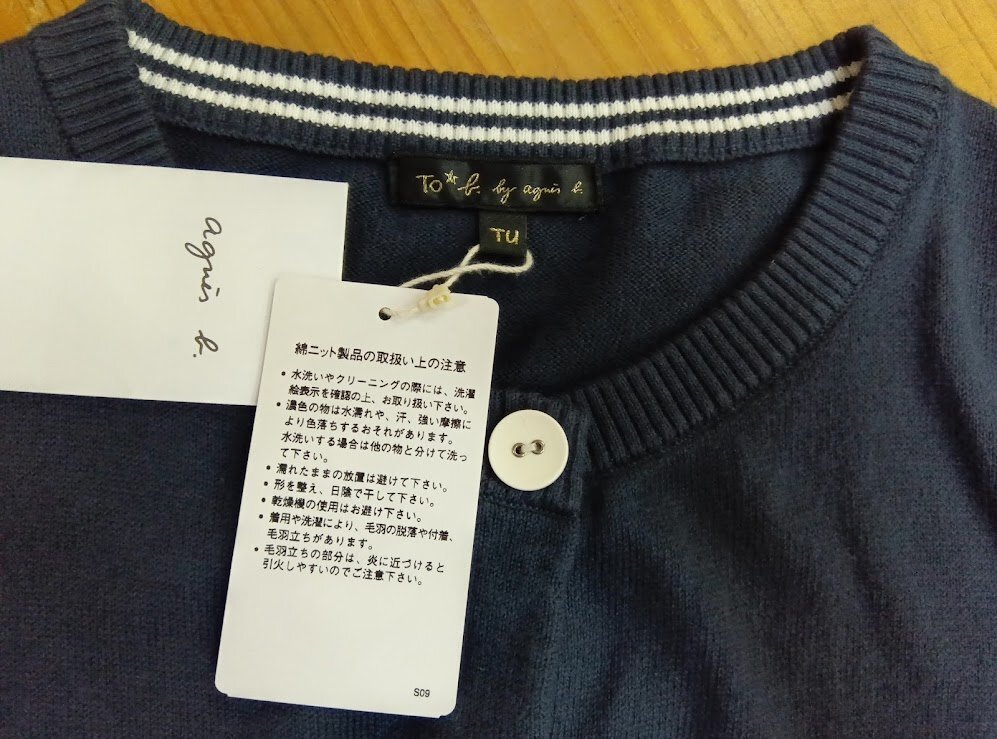 To*b. by agnès b.
TU
agnès b.
綿ニット製品の取扱い上の注意
• 水洗いやクリーニングの際には、洗濯
絵表示を確認の上、お取り扱い下さい。
• 濃色の物は水濡れや、汗、強い摩擦に
より色落ちするおそれがあります。
水洗いする場合は他の物と分けて洗っ
て下さい。
• 濡れたままの放置は避けて下さい。
• 形を整え、日陰で干して下さい。
• 乾燥機の使用はお避け下さい。
• 着用や洗濯により、毛羽の脱落や付着、
毛羽立ちがあります。
• 毛羽立ちの部分は、炎に近づけると
引火しやすいのでご注意下さい。
S09